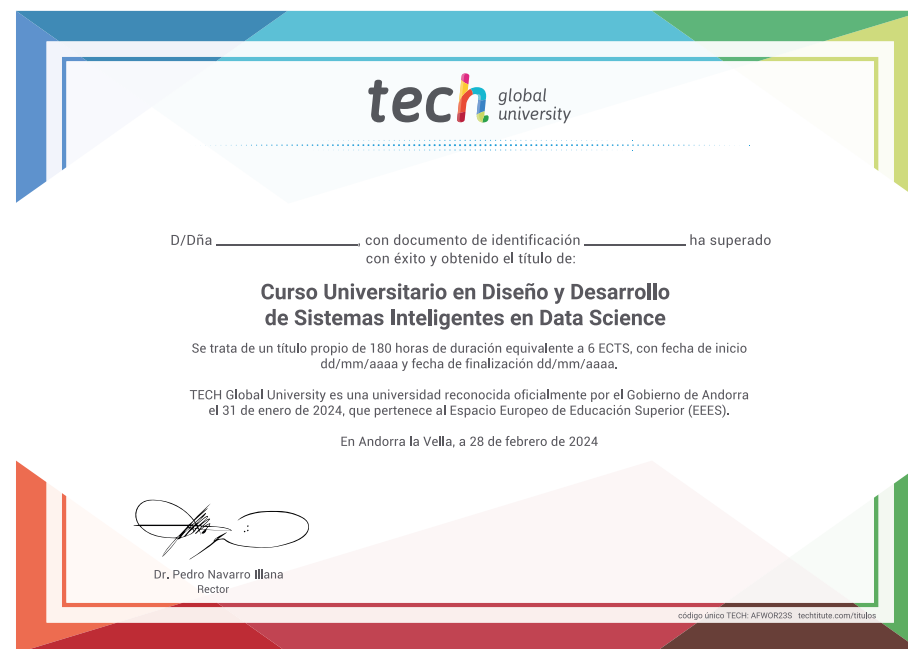 tech global university
D/Dña ____________, con documento de identificación ____________ ha superado
con éxito y obtenido el título de:
Curso Universitario en Diseño y Desarrollo
de Sistemas Inteligentes en Data Science
Se trata de un título propio de 180 horas de duración equivalente a 6 ECTS, con fecha de inicio
dd/mm/aaaa y fecha de finalización dd/mm/aaaa.
TECH Global University es una universidad reconocida oficialmente por el Gobierno de Andorra
el 31 de enero de 2024, que pertenece al Espacio Europeo de Educación Superior (EEES).
En Andorra la Vella, a 28 de febrero de 2024
Dr. Pedro Navarro Illana
Rector
código único TECH: AFWOR23S techtitute.com/titulos